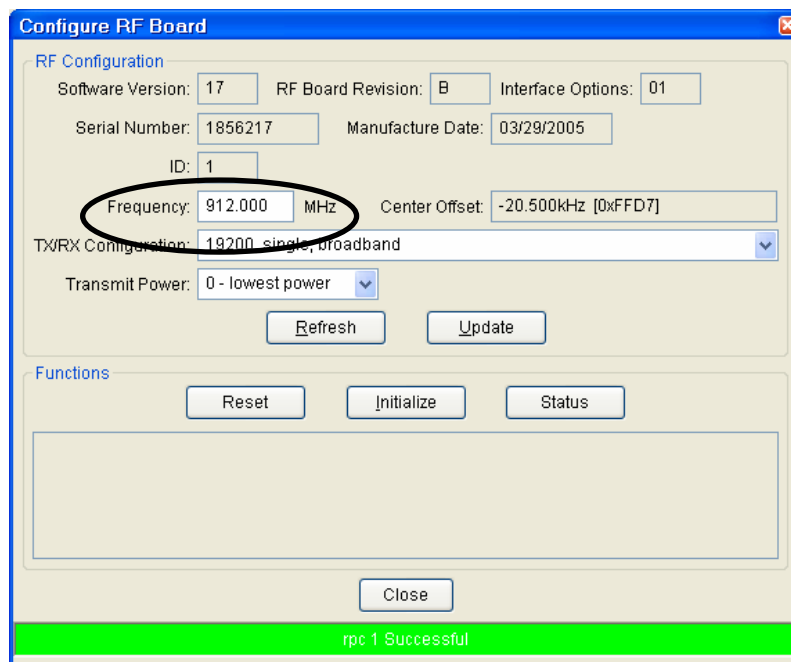 Configure RF Board
RF Configuration
Software Version: 17 RF Board Revision: B Interface Options: 01
Serial Number: 1856217 Manufacture Date: 03/29/2005
ID: 1
Frequency: 912.000 MHz Center Offset: -20.500kHz [0xFFD7]
TX/RX Configuration: 19200, single, broadband
Transmit Power: 0 - lowest power
Refresh Update
Functions
Reset Initialize Status
Close
rpc 1 Successful